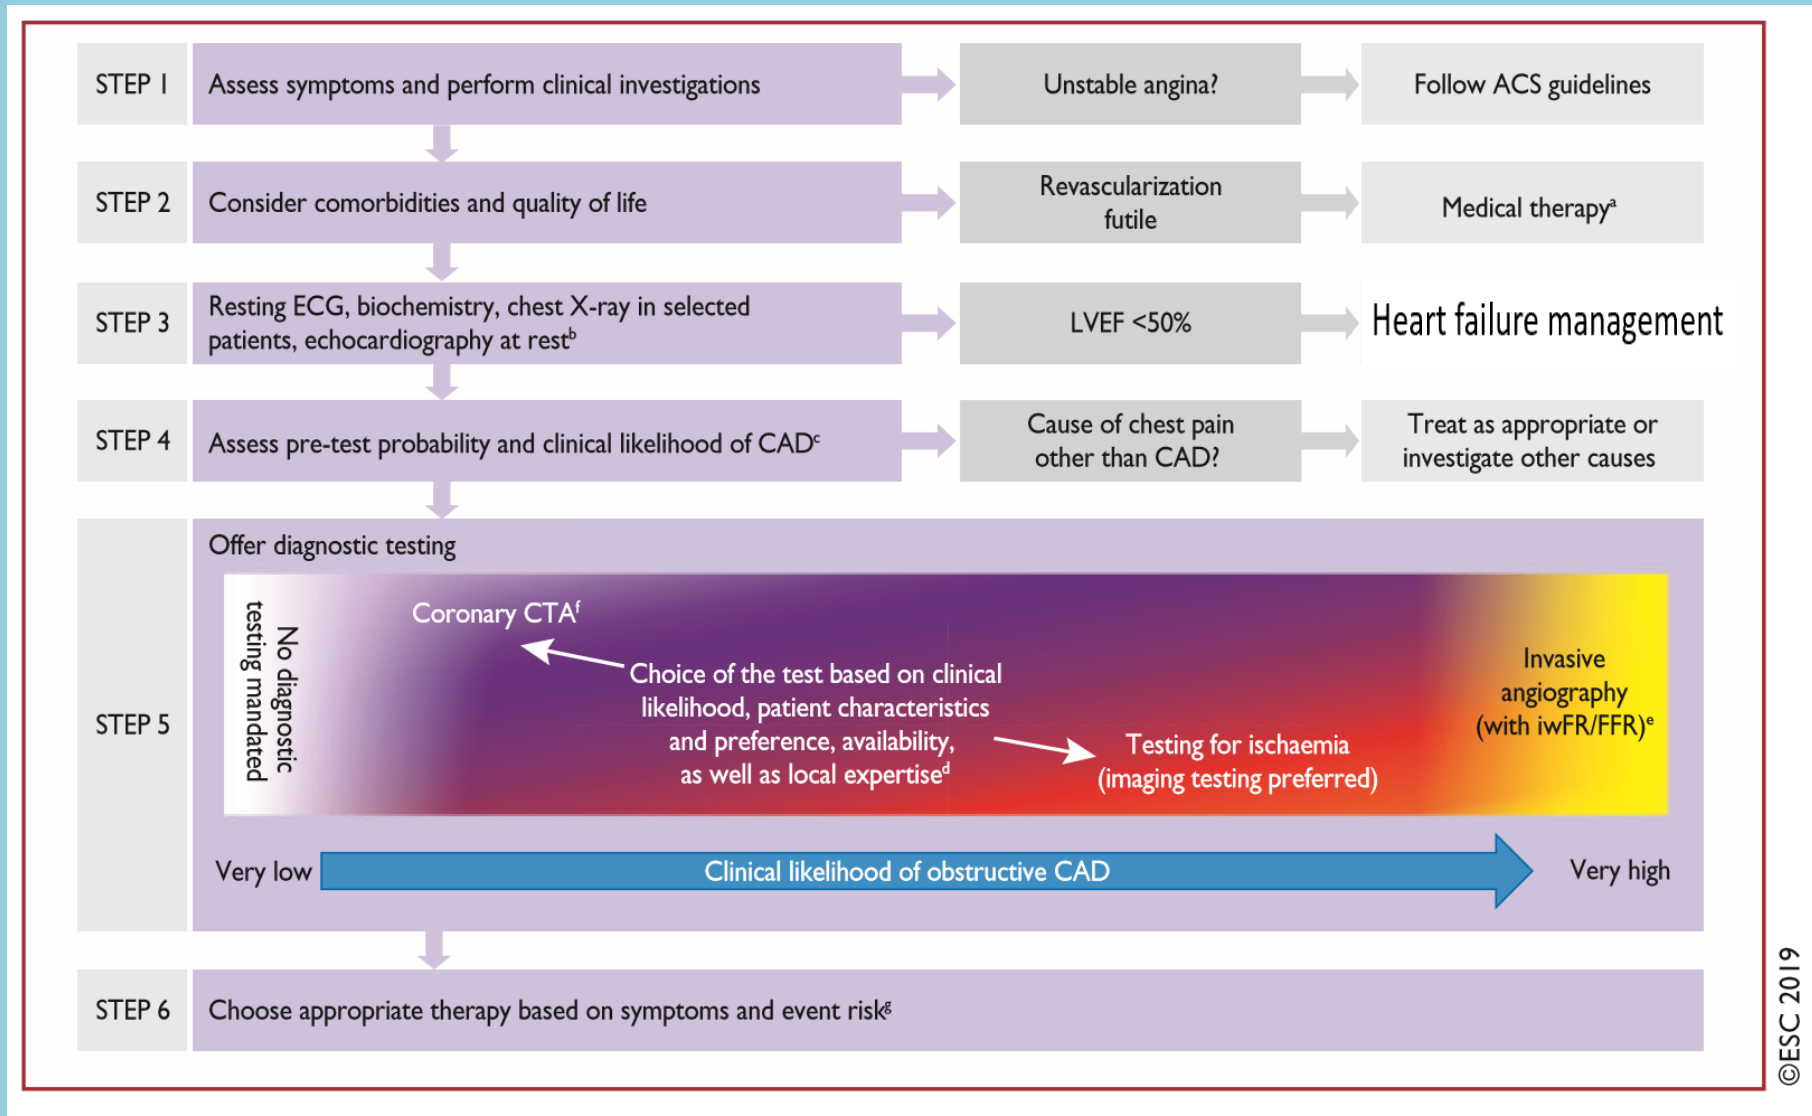 STEP 1
Assess symptoms and perform clinical investigations
Unstable angina?
Follow ACS guidelines
STEP 2
Consider comorbidities and quality of life
Revascularization
futile
Medical therapyᵃ
STEP 3
Resting ECG, biochemistry, chest X-ray in selected
patients, echocardiography at restᵇ
LVEF <50%
Heart failure management
STEP 4
Assess pre-test probability and clinical likelihood of CADᶜ
Cause of chest pain
other than CAD?
Treat as appropriate or
investigate other causes
STEP 5
Offer diagnostic testing
No diagnostic
testing mandated
Coronary CTAᶠ
Choice of the test based on clinical
likelihood, patient characteristics
and preference, availability,
as well as local expertiseᵈ
Testing for ischaemia
(imaging testing preferred)
Invasive
angiography
(with iwFR/FFR)ᵉ
Very low
Clinical likelihood of obstructive CAD
Very high
STEP 6
Choose appropriate therapy based on symptoms and event riskᵍ
©ESC 2019